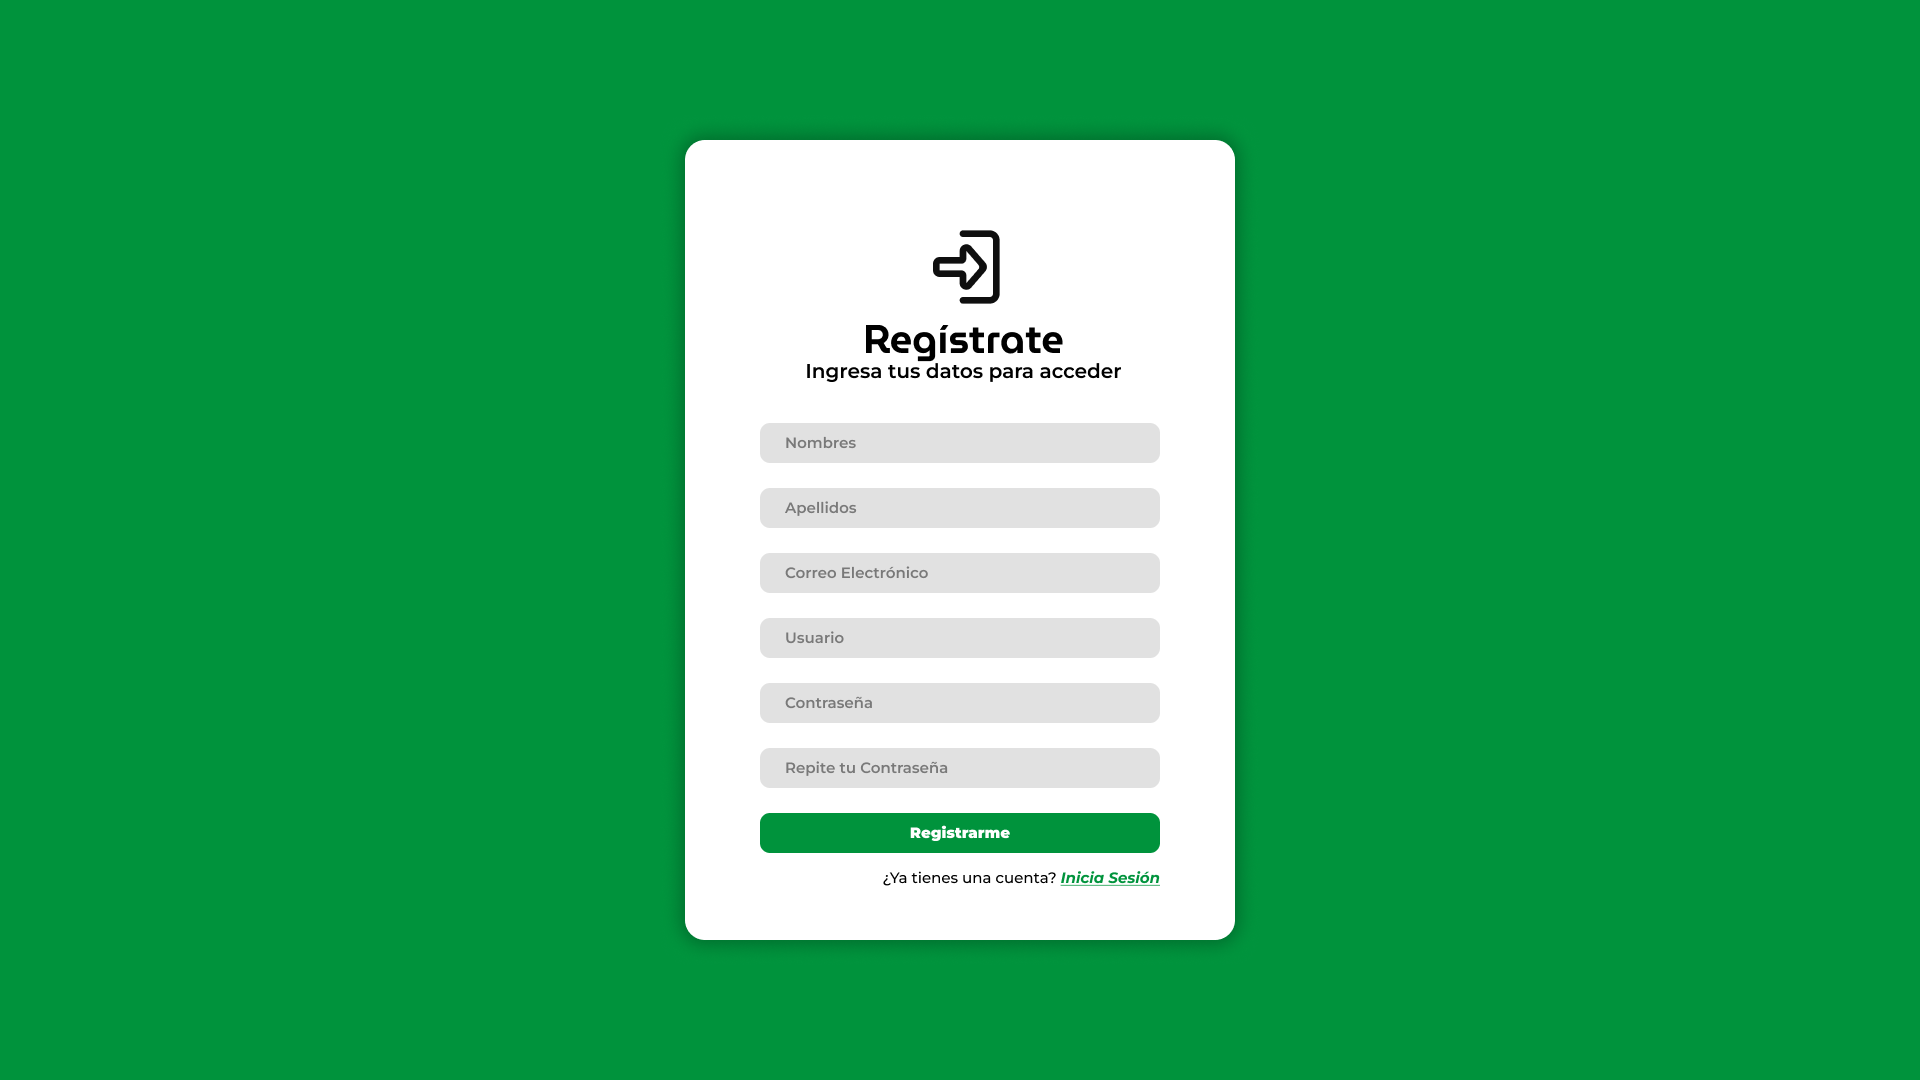 Regístrate
Ingresa tus datos para acceder
Nombres
Apellidos
Correo Electrónico
Usuario
Contraseña
Repite tu Contraseña
Registrarme
¿Ya tienes una cuenta? Inicia Sesión